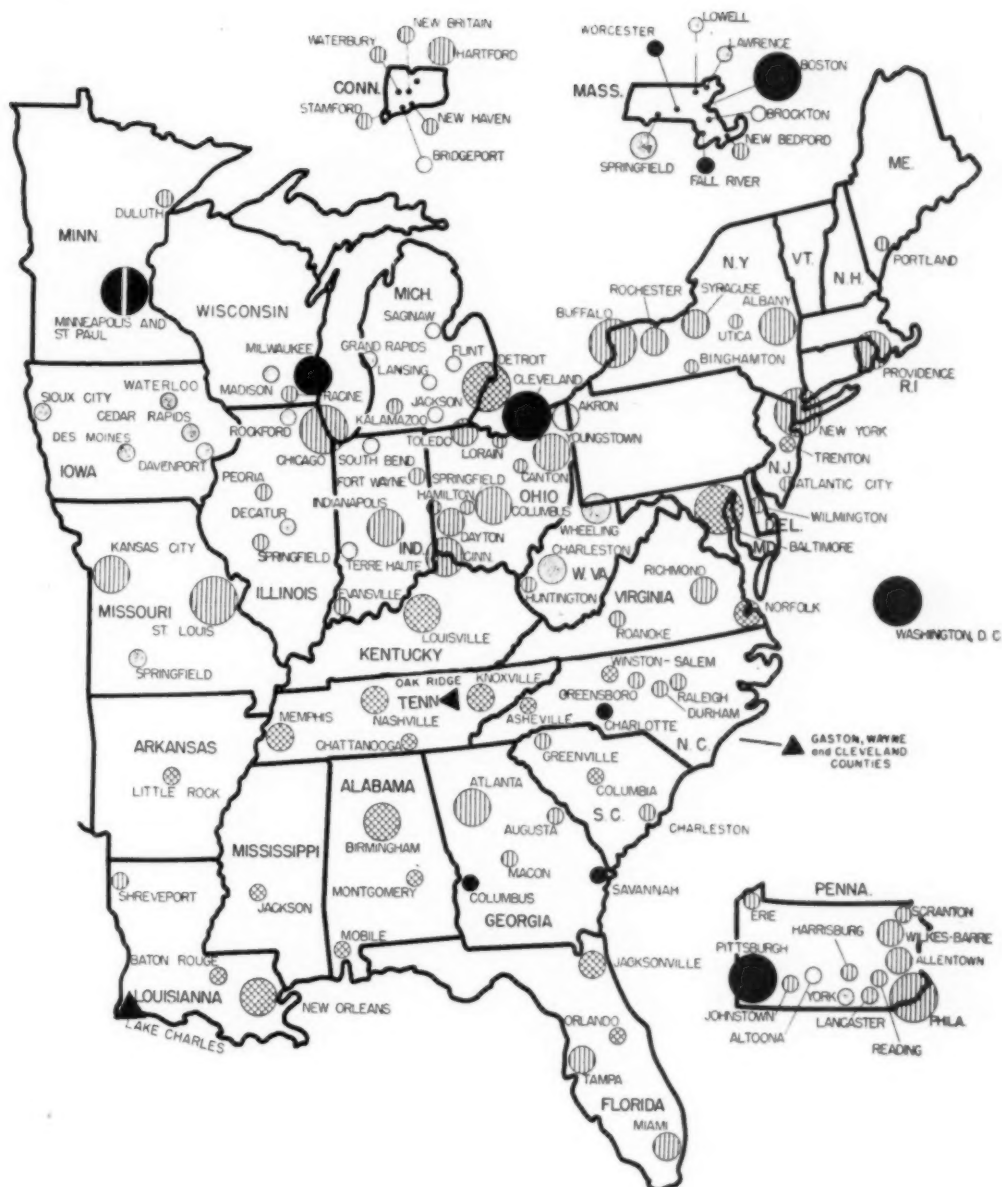 NEW BRITAIN
WATERBURY
HARTFORD
CONN.
STAMFORD
NEW HAVEN
BRIDGEPORT
LOWELL
WORCESTER
LAWRENCE
BOSTON
MASS.
BROCKTON
NEW BEDFORD
SPRINGFIELD
FALL RIVER
ME.
DULUTH
MINN.
MINNEAPOLIS AND
ST PAUL
WISCONSIN
MICH.
SAGINAW
MILWAUKEE
GRAND RAPIDS
FLINT
LANSING
DETROIT
CLEVELAND
MADISON
RACINE
JACKSON
KALAMAZOO
N.Y
VT.
N.H.
PORTLAND
ROCHESTER
SYRACUSE
BUFFALO
ALBANY
UTICA
BINGHAMTON
PROVIDENCE
R.I
SIOUX CITY
WATERLOO
CEDAR RAPIDS
DES MOINES
DAVENPORT
IOWA
ROCKFORD
CHICAGO
SOUTH BEND
TOLEDO
LORAIN
AKRON
YOUNGSTOWN
CANTON
NEW YORK
TRENTON
N.J.
ATLANTIC CITY
PEORIA
FORT WAYNE
SPRINGFIELD
INDIANAPOLIS
HAMILTON
OHIO
COLUMBUS
DECATUR
DAYTON
WHEELING
DEL.
WILMINGTON
SPRINGFIELD
IND.
CINN
MD.
BALTIMORE
TERRE HAUTE
CHARLESTON
W. VA
RICHMOND
KANSAS CITY
MISSOURI
ST. LOUIS
ILLINOIS
EVANSVILLE
HUNTINGTON
VIRGINIA
NORFOLK
WASHINGTON, D. C
LOUISVILLE
ROANOKE
SPRINGFIELD
KENTUCKY
OAK RIDGE
KNOXVILLE
TENN
WINSTON-SALEM
GREENSBORO
RALEIGH
DURHAM
MEMPHIS
NASHVILLE
ASHEVILLE
CHARLOTTE
N. C.
CHATTANOOGA
GASTON, WAYNE
and CLEVELAND
COUNTIES
ARKANSAS
LITTLE ROCK
GREENVILLE
ALABAMA
ATLANTA
COLUMBIA
S. C.
BIRMINGHAM
AUGUSTA
CHARLESTON
MISSISSIPPI
MACON
SHREVEPORT
MONTGOMERY
COLUMBUS
SAVANNAH
JACKSON
GEORGIA
PENNA.
ERIE
SCRANTON
HARRISBURG
WILKES-BARRE
PITTSBURGH
ALLENTOWN
YORK
JOHNSTOWN
LANCASTER
PHILA.
ALTOONA
READING
MOBILE
BATON ROUGE
JACKSONVILLE
LOUISIANNA
NEW ORLEANS
LAKE CHARLES
ORLANDO
TAMPA
FLORIDA
MIAMI